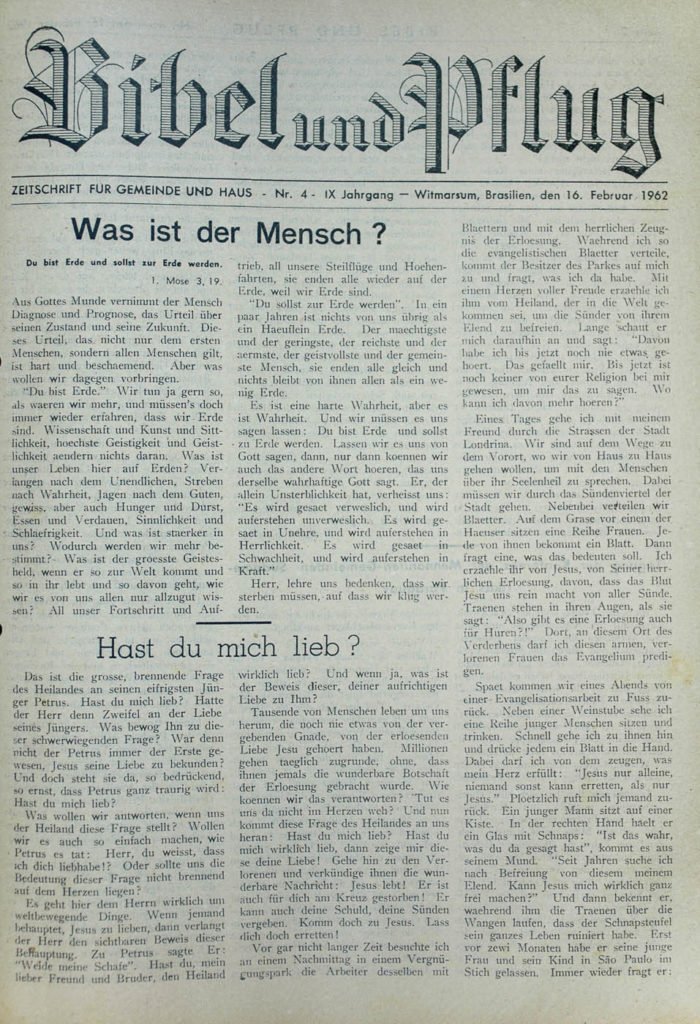 Bibel und Pflug
ZEITSCHRIFT FÜR GEMEINDE UND HAUS - Nr. 4 - IX Jahrgang — Witmarsum, Brasilien, den 16. Februar 1962
Was ist der Mensch ?
Du bist Erde und sollst zur Erde werden.
1. Mose 3, 19.
Aus Gottes Munde vernimmt der Mensch
Diagnose und Prognose, das Urteil über
seinen Zustand und seine Zukunft. Die-
ses Urteil, das nicht nur dem ersten
Menschen, sondern allen Menschen gilt,
ist hart und beschaemend. Aber was
wollen wir dagegen vorbringen.
"Du bist Erde." Wir tun ja gern so,
als waeren wir mehr, und müssen's doch
immer wieder erfahren, dass wir Erde
sind. Wissenschaft und Kunst und Sitt-
lichkeit, hoechste Geistigkeit und Geist-
lichkeit aendern nichts daran. Was ist
unser Leben hier auf Erden? Ver-
langen nach dem Unendlichen, Streben
nach Wahrheit, Jagen nach dem Guten,
gewiss, aber auch Hunger und Durst,
Essen und Verdauen, Sinnlichkeit und
Schlaefrigkeit. Und was ist staerker in
uns? Wodurch werden wir mehr be-
stimmt? Was ist der groesste Geistes-
held, wenn er so zur Welt kommt und
so in ihr lebt und so davon geht, wie
wir es von uns allen nur allzugut wis-
sen? All unser Fortschritt und Auf-
trieb, all unsere Steilflüge und Hoehen-
fahrten, sie enden alle wieder auf der
Erde, weil wir Erde sind.
"Du sollst zur Erde werden". In ein
paar Jahren ist nichts von uns übrig als
ein Haeuflein Erde. Der maechtigste
und der geringste, der reichste und der
aermste, der geistvollste und der gemein-
ste Mensch, sie enden alle gleich und
nichts bleibt von ihnen allen als ein we-
nig Erde.
Es ist eine harte Wahrheit, aber es
ist Wahrheit. Und wir müssen es uns
sagen lassen: Du bist Erde und sollst
zu Erde werden. Lassen wir es uns von
Gott sagen, dann, nur dann koennen wir
auch das andere Wort hoeren, das uns
derselbe wahrhaftige Gott sagt. Er, der
allein Unsterblichkeit hat, verheisst uns:
"Es wird gesaet verweslich, und wird
auferstehen unverweslich. Es wird ge-
saet in Unehre, und wird auferstehen in
Herrlichkeit. Es wird gesaet in
Schwachheit, und wird auferstehen in
Kraft."
Herr, lehre uns bedenken, dass wir
sterben müssen, auf dass wir klug wer-
den.
Hast du mich lieb ?
Das ist die grosse, brennende Frage
des Heilandes an seinen eifrigsten Jün-
ger Petrus. Hast du mich lieb? Hatte
der Herr denn Zweifel an der Liebe
seines Jüngers. Was bewog Ihn zu die-
ser schwerwiegenden Frage? War denn
nicht der Petrus immer der Erste ge-
wesen, Jesus seine Liebe zu bekunden?
Und doch steht sie da, so bedrückend,
so ernst, dass Petrus ganz traurig wird:
Hast du mich lieb?
Was wollen wir antworten, wenn uns
der Heiland diese Frage stellt? Wollen
wir es auch so einfach machen, wie
Petrus es tat: Herr, du weisst, dass
ich dich liebhabe!? Oder sollte uns die
Bedeutung dieser Frage nicht brennend
auf dem Herzen liegen?
Es geht hier dem Herrn wirklich um
weltbewegende Dinge. Wenn jemand
behauptet, Jesus zu lieben, dann verlangt
der Herr den sichtbaren Beweis dieser
Behauptung. Zu Petrus sagte Er:
"Weide meine Schafe". Hast du, mein
lieber Freund und Bruder, den Heiland
wirklich lieb? Und wenn ja, was ist
der Beweis dieser, deiner aufrichtigen
Liebe zu Ihm?
Tausende von Menschen leben um uns
herum, die noch nie etwas von der ver-
gebenden Gnade, von der erloesenden
Liebe Jesu gehoert haben. Millionen
gehen taeglich zugrunde, ohne, dass
ihnen jemals die wunderbare Botschaft
der Erloesung gebracht wurde. Wie
koennen wir das verantworten? Tut es
uns da nicht im Herzen weh? Und nun
kommt diese Frage des Heilandes an uns
heran: Hast du mich lieb? Hast du
mich wirklich lieb, dann zeige mir die-
se deine Liebe! Gehe hin zu den Ver-
lorenen und verkündige ihnen die wun-
derbare Nachricht: Jesus lebt! Er ist
auch für dich am Kreuz gestorben! Er
kann auch deine Schuld, deine Sünden
vergeben. Komm doch zu Jesus. Lass
dich doch erretten!
Vor gar nicht langer Zeit besuchte ich
an einem Nachmittag in einem Vergnü-
gungspark die Arbeiter desselben mit
Blaettern und mit dem herrlichen Zeug-
nis der Erloesung. Waehrend ich so
die evangelistischen Blaetter verteile,
kommt der Besitzer des Parkes auf mich
zu und fragt, was ich da habe. Mit
einem Herzen voller Freude erzaehle ich
ihm vom Heiland, der in die Welt ge-
kommen sei, um die Sünder von ihrem
Elend zu befreien. Lange schaut er
mich daraufhin an und sagt: "Davon
habe ich bis jetzt noch nie etwas ge-
hoert. Das gefaellt mir. Bis jetzt ist
noch keiner von eurer Religion bei mir
gewesen, um mir das zu sagen. Wo
kann ich davon mehr hoeren?"
Eines Tages gehe ich mit meinem
Freund durch die Strassen der Stadt
Londrina. Wir sind auf dem Wege zu
dem Vorort, wo wir von Haus zu Haus
gehen wollen, um mit den Menschen
über ihr Seelenheil zu sprechen. Dabei
müssen wir durch das Sündenviertel der
Stadt gehen. Nebenbei verteilen wir
Blaetter. Auf dem Grase vor einem der
Haeuser sitzen eine Reihe Frauen. Je-
de von ihnen bekommt ein Blatt. Dann
fragt eine, was das bedeuten soll. Ich
erzaehle ihr von Jesus, von Seiner herr-
lichen Erloesung, davon, dass das Blut
Jesu uns rein macht von aller Sünde.
Traenen stehen in ihren Augen, als sie
sagt: "Also gibt es eine Erloesung auch
für Huren?!" Dort, an diesem Ort des
Verderbens darf ich diesen armen, ver-
lorenen Frauen das Evangelium predi-
gen.
Spaet kommen wir eines Abends von
einer Evangelisationsarbeit zu Fuss zu-
rück. Neben einer Weinstube sehe ich
eine Reihe junger Menschen sitzen und
trinken. Schnell gehe ich zu ihnen hin
und drücke jedem ein Blatt in die Hand.
Dabei darf ich von dem zeugen, was
mein Herz erfüllt: "Jesus nur alleine,
niemand sonst kann erretten, als nur
Jesus." Ploetzlich ruft mich jemand zu-
rück. Ein junger Mann sitzt auf einer
Kiste. In der rechten Hand haelt er
ein Glas mit Schnaps: "Ist das wahr,
was du da gesagt hast", kommt es aus
seinem Mund. "Seit Jahren suche ich
nach Befreiung von diesem meinem
Elend. Kann Jesus mich wirklich ganz
frei machen?" Und dann bekennt er,
waehrend ihm die Traenen über die
Wangen laufen, dass der Schnapsteufel
sein ganzes Leben ruiniert habe. Erst
vor zwei Monaten habe er seine junge
Frau und sein Kind in São Paulo im
Stich gelassen. Immer wieder fragt er: